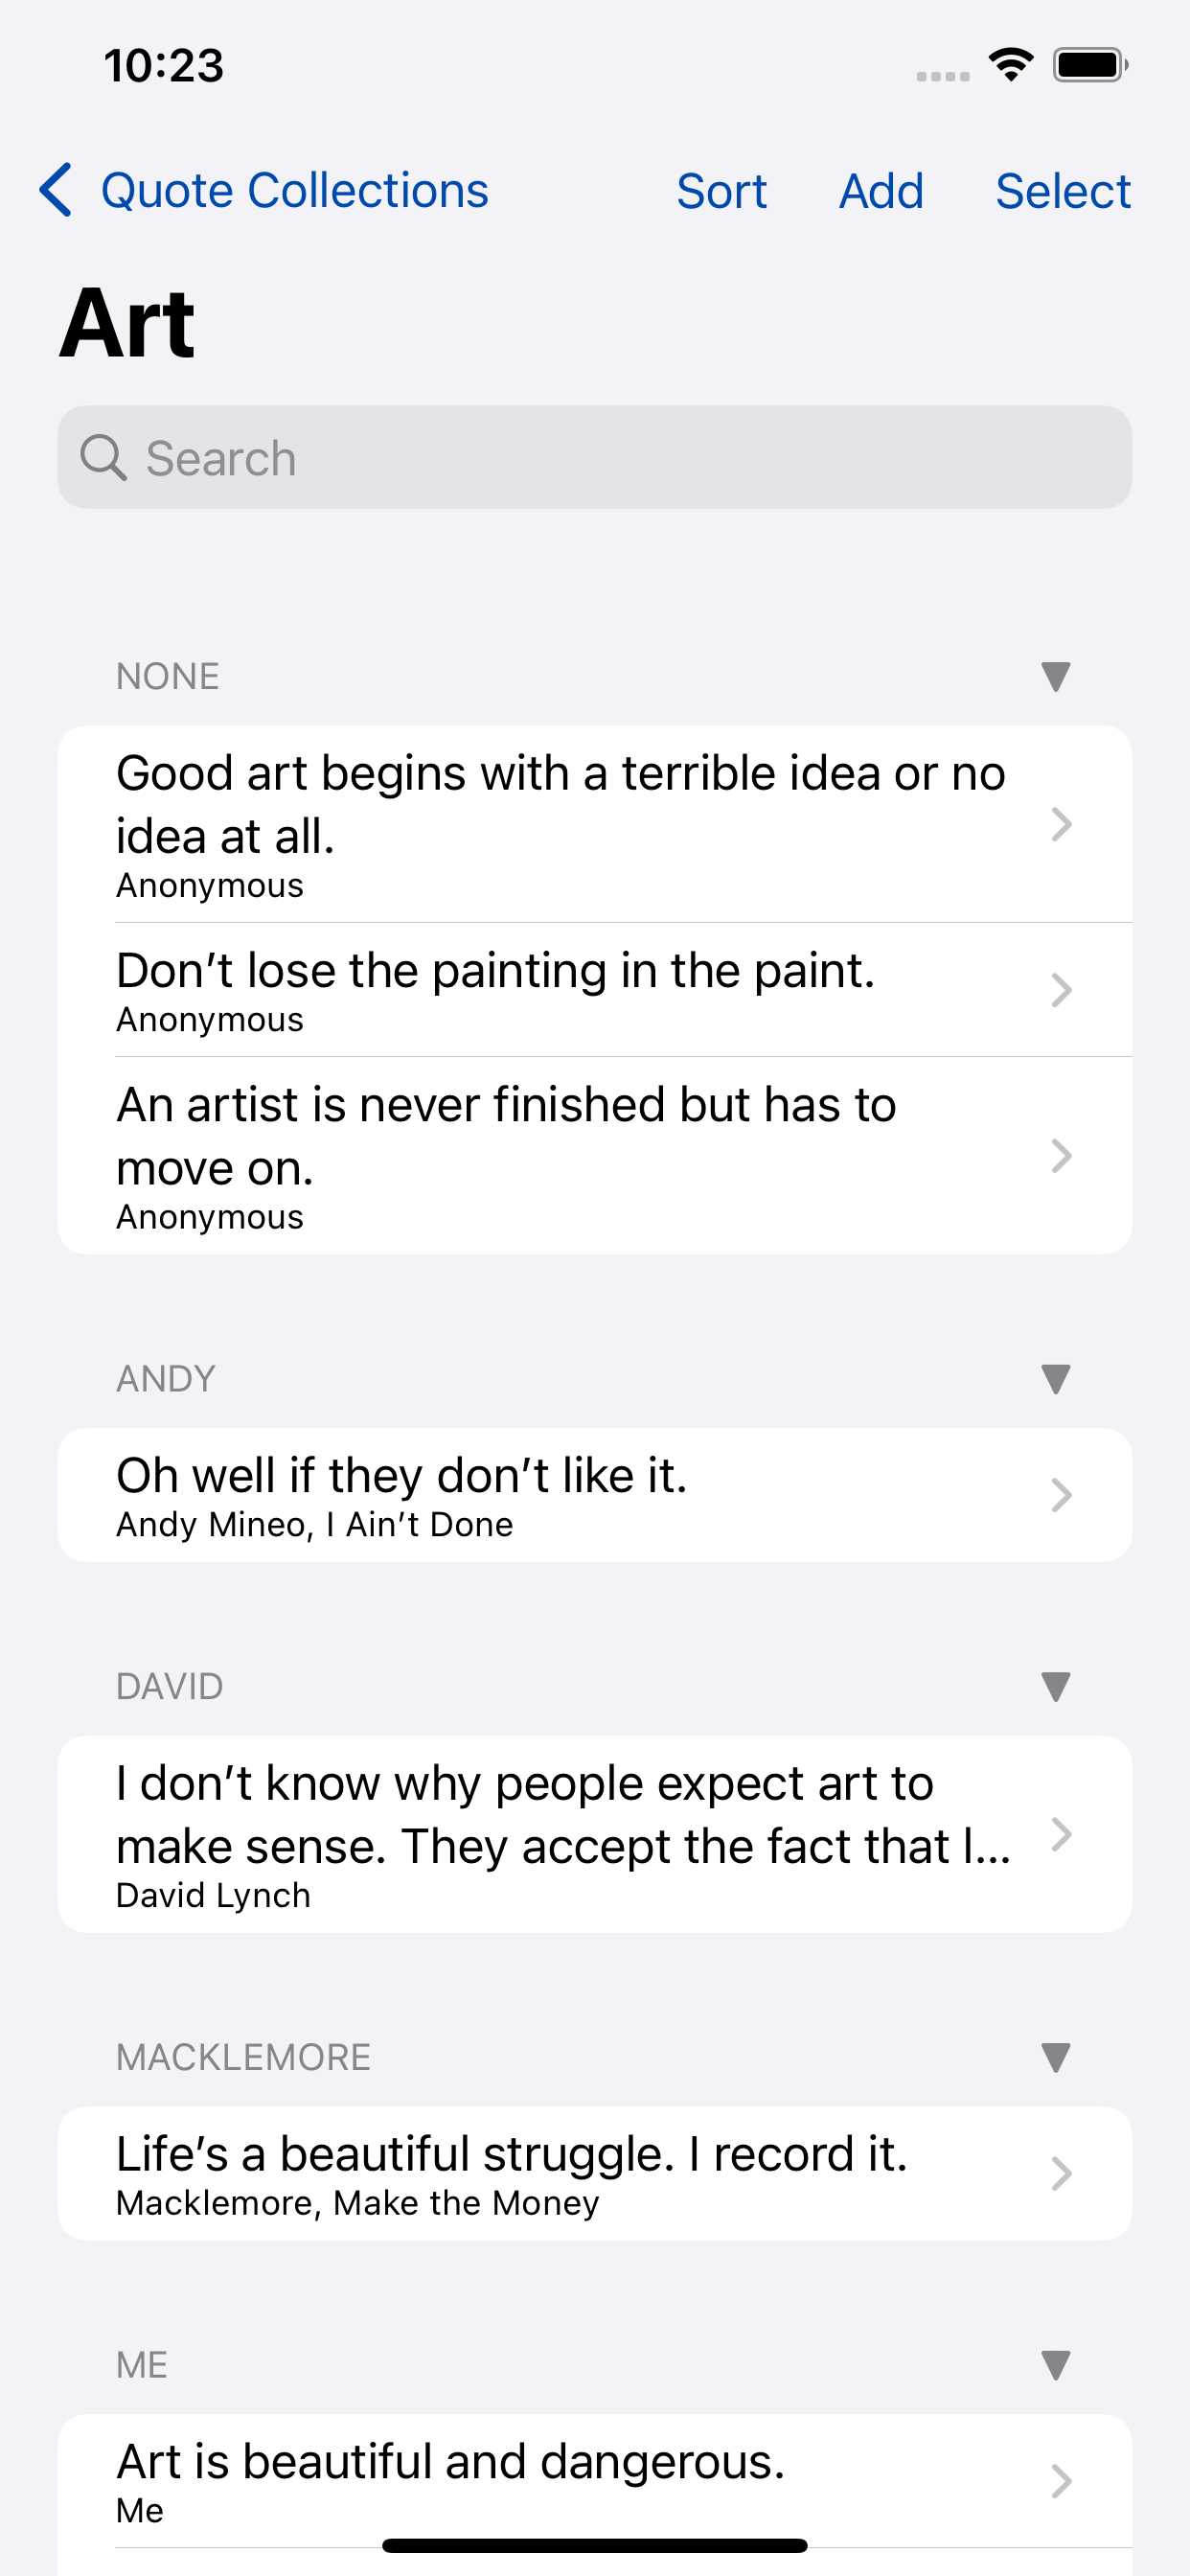 10:23
Quote Collections Sort Add Select
Art
Search
NONE
Good art begins with a terrible idea or no
idea at all.
Anonymous
Don’t lose the painting in the paint.
Anonymous
An artist is never finished but has to
move on.
Anonymous
ANDY
Oh well if they don’t like it.
Andy Mineo, I Ain’t Done
DAVID
I don’t know why people expect art to
make sense. They accept the fact that l...
David Lynch
MACKLEMORE
Life’s a beautiful struggle. I record it.
Macklemore, Make the Money
ME
Art is beautiful and dangerous.
Me